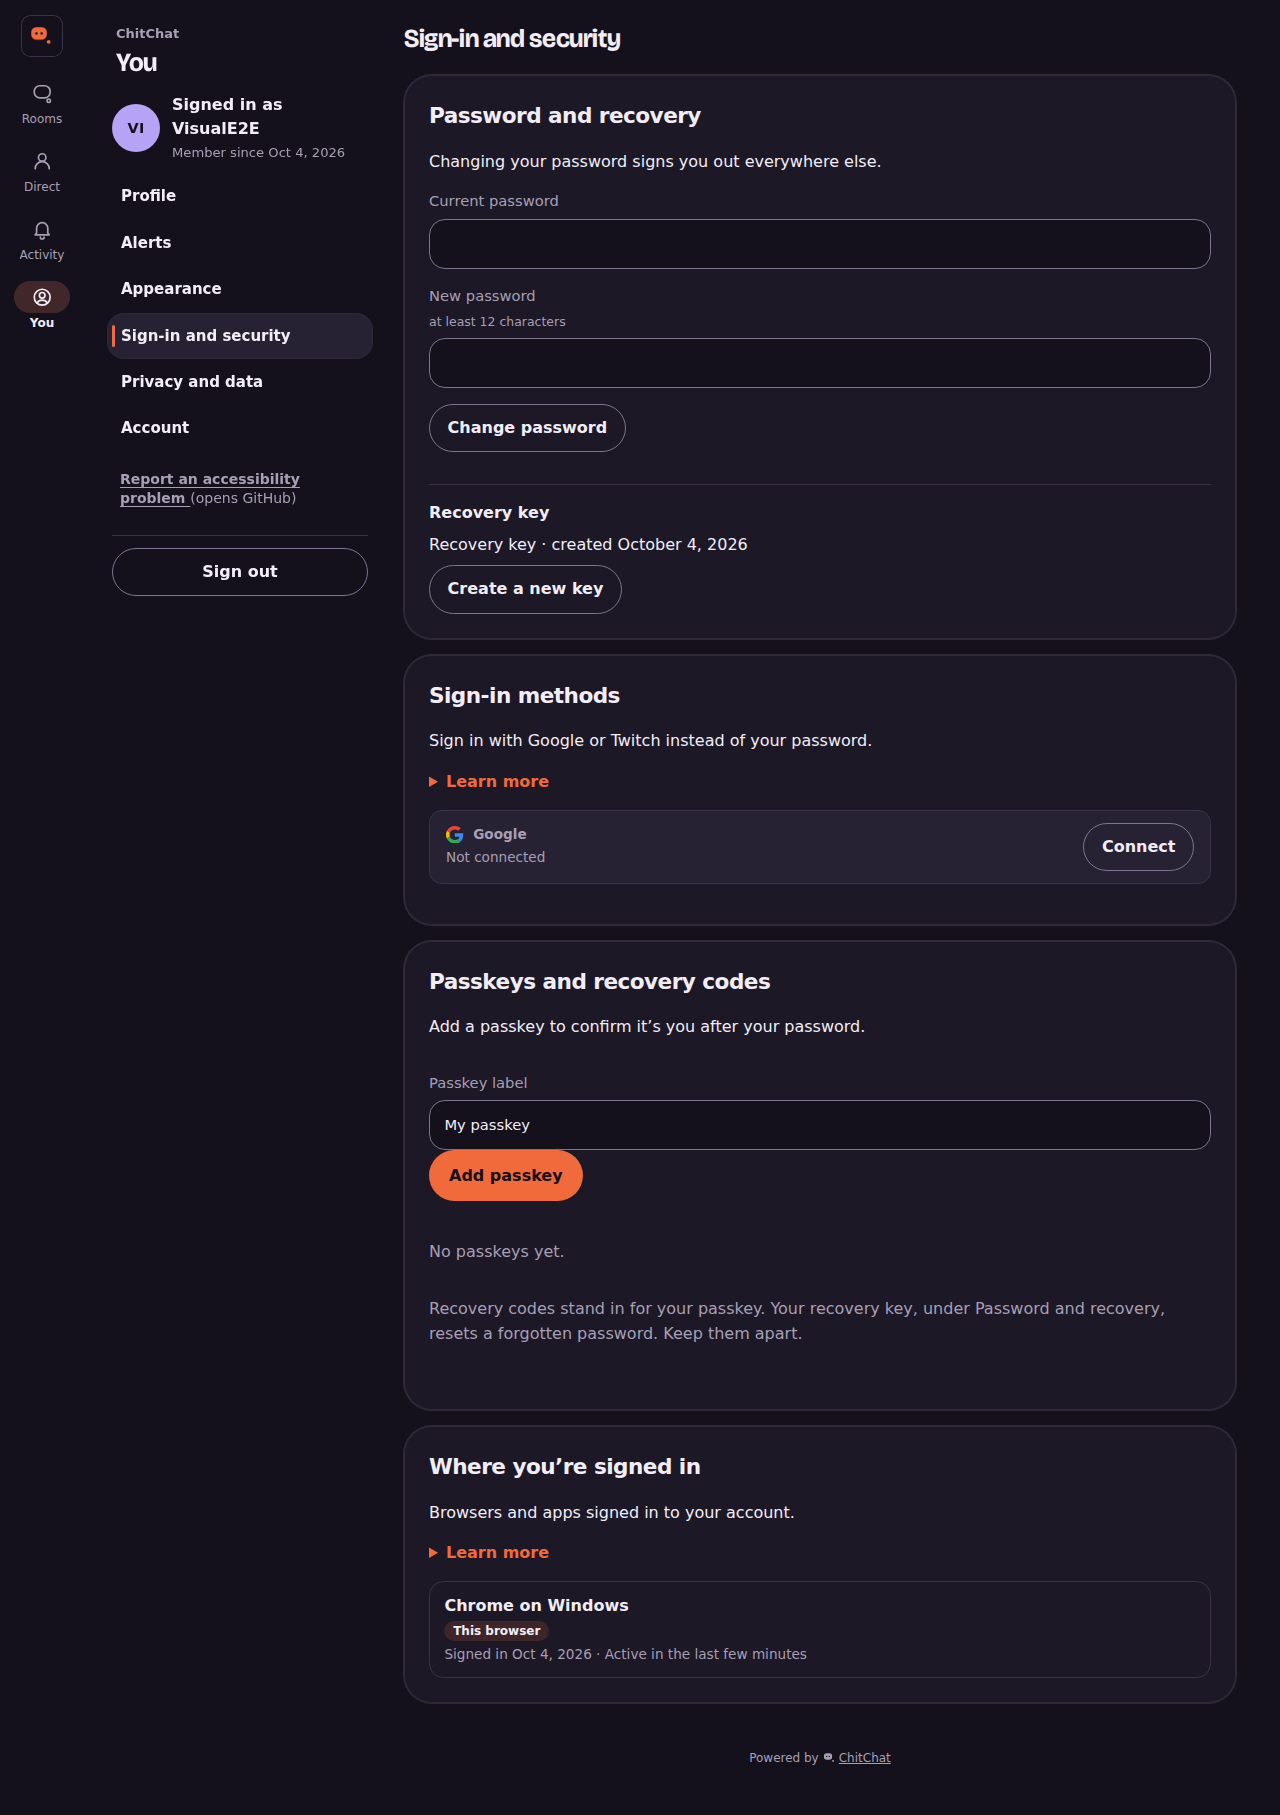 Rooms
Direct
Activity
You
ChitChat
You
VI
Signed in as
VisualE2E
Member since Oct 4, 2026
Profile
Alerts
Appearance
Sign-in and security
Privacy and data
Account
Report an accessibility
problem (opens GitHub)
Sign out
Sign-in and security
Password and recovery
Changing your password signs you out everywhere else.
Current password
New password
at least 12 characters
Change password
Recovery key
Recovery key · created October 4, 2026
Create a new key
Sign-in methods
Sign in with Google or Twitch instead of your password.
Learn more
Google
Not connected
Connect
Passkeys and recovery codes
Add a passkey to confirm it’s you after your password.
Passkey label
My passkey
Add passkey
No passkeys yet.
Recovery codes stand in for your passkey. Your recovery key, under Password and recovery,
resets a forgotten password. Keep them apart.
Where you’re signed in
Browsers and apps signed in to your account.
Learn more
Chrome on Windows
This browser
Signed in Oct 4, 2026 · Active in the last few minutes
Powered by ChitChat